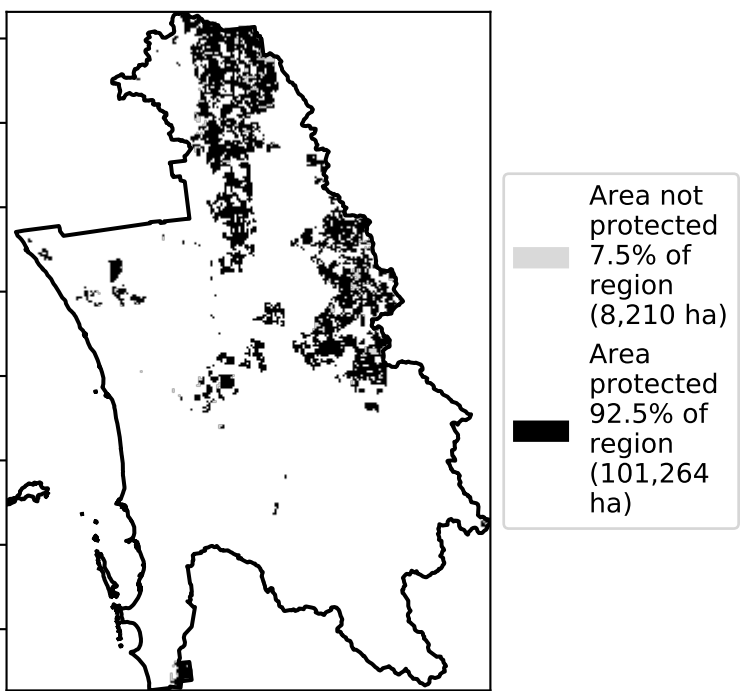 Area not
protected
7.5% of
region
(8,210 ha)
Area
protected
92.5% of
region
(101,264
ha)